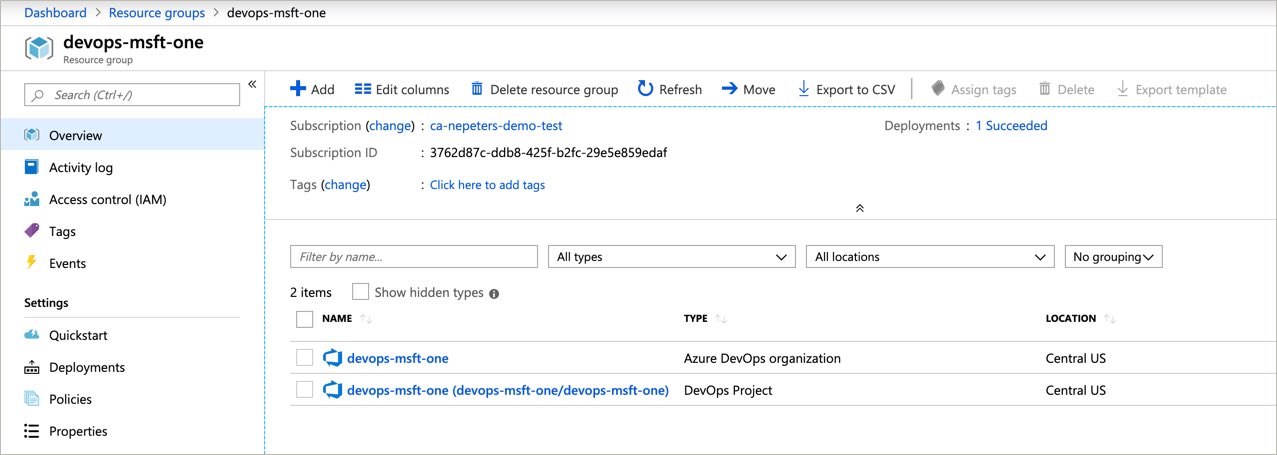 Dashboard > Resource groups > devops-msft-one
devops-msft-one
Resource group
Search (Ctrl+/)
«
Overview
Activity log
Access control (IAM)
Tags
Events
Settings
Quickstart
Deployments
Policies
Properties
Add Edit columns Delete resource group Refresh Move Export to CSV Assign tags Delete Export template
Subscription (change) : ca-nepeters-demo-test Deployments : 1 Succeeded
Subscription ID : 3762d87c-ddb8-425f-b2fc-29e5e859edaf
Tags (change) : Click here to add tags
Filter by name... All types All locations No grouping
2 items Show hidden types
NAME TYPE LOCATION
devops-msft-one Azure DevOps organization Central US
devops-msft-one (devops-msft-one/devops-msft-one) DevOps Project Central US